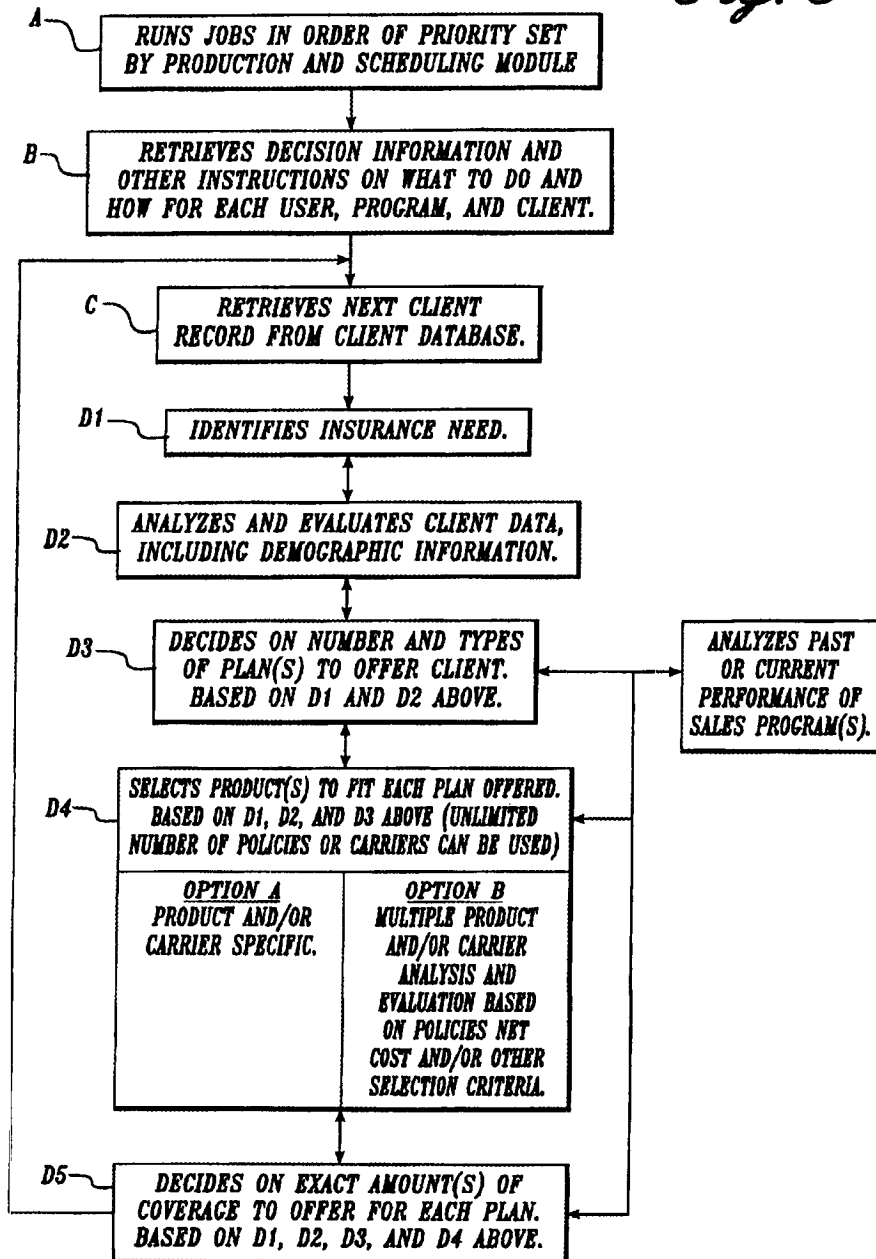 A
RUNS JOBS IN ORDER OF PRIORITY SET
BY PRODUCTION AND SCHEDULING MODULE
B
RETRIEVES DECISION INFORMATION AND
OTHER INSTRUCTIONS ON WHAT TO DO AND
HOW FOR EACH USER, PROGRAM, AND CLIENT.
C
RETRIEVES NEXT CLIENT
RECORD FROM CLIENT DATABASE.
D1
IDENTIFIES INSURANCE NEED.
D2
ANALYZES AND EVALUATES CLIENT DATA,
INCLUDING DEMOGRAPHIC INFORMATION.
D3
DECIDES ON NUMBER AND TYPES
OF PLAN(S) TO OFFER CLIENT.
BASED ON D1 AND D2 ABOVE.
ANALYZES PAST
OR CURRENT
PERFORMANCE OF
SALES PROGRAM(S).
D4
SELECTS PRODUCT(S) TO FIT EACH PLAN OFFERED.
BASED ON D1, D2, AND D3 ABOVE (UNLIMITED
NUMBER OF POLICIES OR CARRIERS CAN BE USED)
OPTION A
PRODUCT AND/OR
CARRIER SPECIFIC.
OPTION B
MULTIPLE PRODUCT
AND/OR CARRIER
ANALYSIS AND
EVALUATION BASED
ON POLICIES NET
COST AND/OR OTHER
SELECTION CRITERIA.
D5
DECIDES ON EXACT AMOUNT(S) OF
COVERAGE TO OFFER FOR EACH PLAN.
BASED ON D1, D2, D3, AND D4 ABOVE.